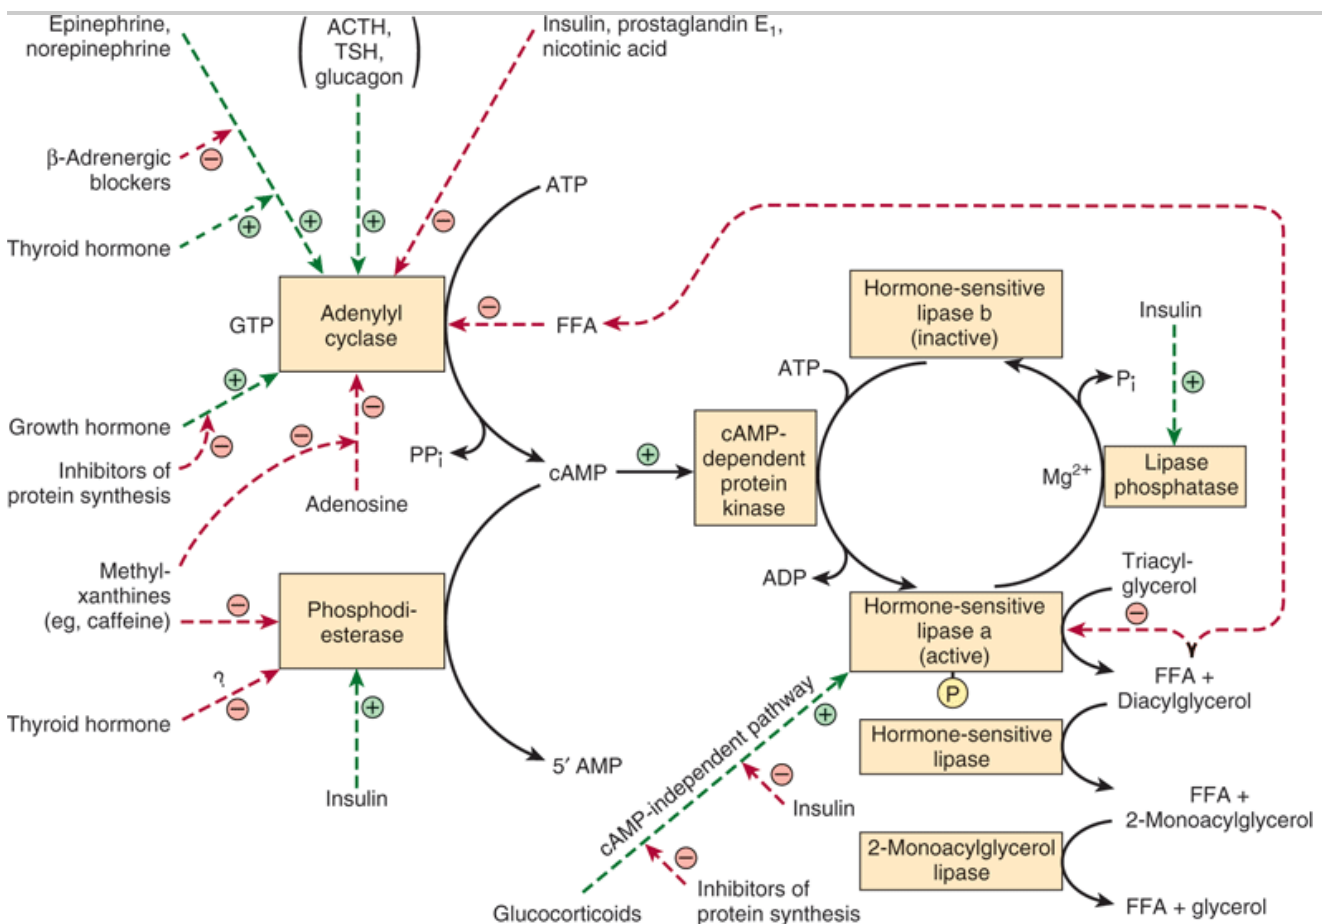 Epinephrine,
norepinephrine
ACTH,
TSH,
glucagon
Insulin, prostaglandin E1,
nicotinic acid
β-Adrenergic
blockers
−
Thyroid hormone
+
+
+
−
ATP
GTP
Adenylyl
cyclase
−
FFA
Growth hormone
+
−
Inhibitors of
protein synthesis
−
−
Adenosine
PPi
cAMP
+
cAMP-
dependent
protein
kinase
ATP
ADP
Hormone-sensitive
lipase b
(inactive)
Pi
Mg2+
Insulin
+
Lipase
phosphatase
Methyl-
xanthines
(eg, caffeine)
−
Phosphodi-
esterase
Thyroid hormone
?
−
+
Insulin
5′ AMP
Hormone-sensitive
lipase a
(active)
P
Triacyl-
glycerol
−
FFA +
Diacylglycerol
Hormone-sensitive
lipase
FFA +
2-Monoacylglycerol
2-Monoacylglycerol
lipase
FFA + glycerol
cAMP-independent pathway
+
−
Insulin
−
Inhibitors of
protein synthesis
Glucocorticoids